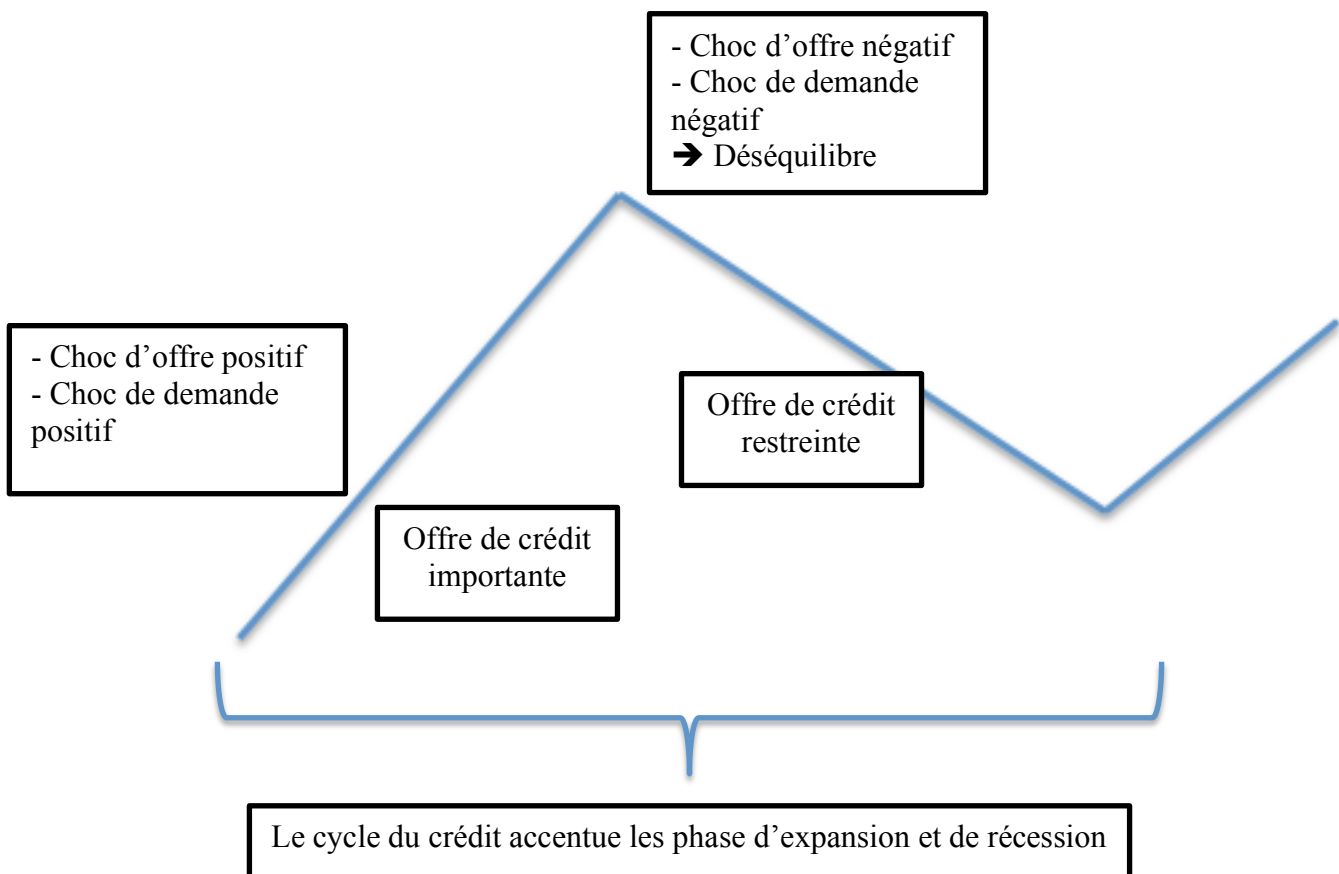 - Choc d’offre négatif
- Choc de demande
négatif
➔ Déséquilibre
- Choc d’offre positif
- Choc de demande
positif
Offre de crédit
restreinte
Offre de crédit
importante
Le cycle du crédit accentue les phase d’expansion et de récession